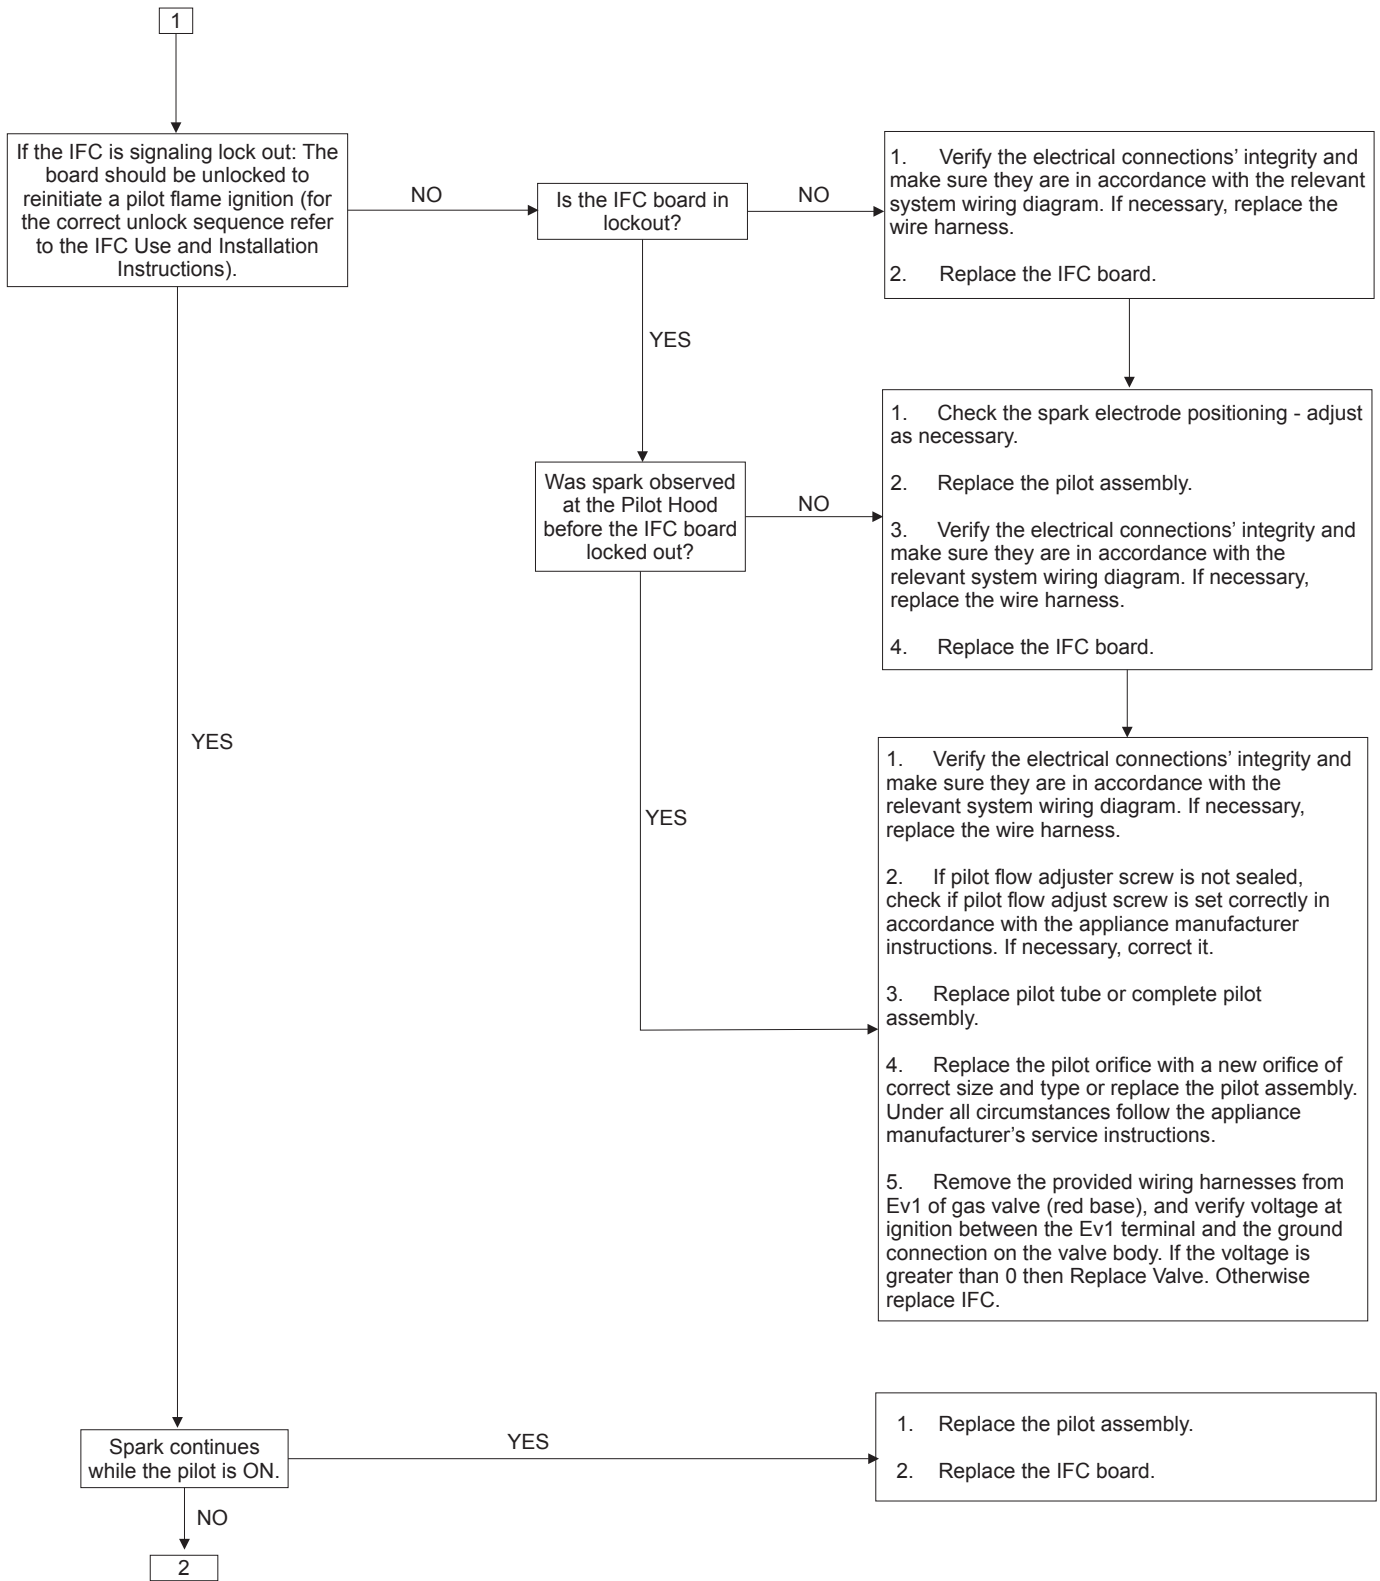 1
If the IFC is signaling lock out: The
board should be unlocked to
reinitiate a pilot flame ignition (for
the correct unlock sequence refer
to the IFC Use and Installation
Instructions).
NO
Is the IFC board in
lockout?
NO
1. Verify the electrical connections’ integrity and
make sure they are in accordance with the relevant
system wiring diagram. If necessary, replace the
wire harness.
2. Replace the IFC board.
YES
Was spark observed
at the Pilot Hood
before the IFC board
locked out?
NO
1. Check the spark electrode positioning - adjust
as necessary.
2. Replace the pilot assembly.
3. Verify the electrical connections’ integrity and
make sure they are in accordance with the
relevant system wiring diagram. If necessary,
replace the wire harness.
4. Replace the IFC board.
YES
YES
1. Verify the electrical connections’ integrity and
make sure they are in accordance with the
relevant system wiring diagram. If necessary,
replace the wire harness.
2. If pilot flow adjuster screw is not sealed,
check if pilot flow adjust screw is set correctly in
accordance with the appliance manufacturer
instructions. If necessary, correct it.
3. Replace pilot tube or complete pilot
assembly.
4. Replace the pilot orifice with a new orifice of
correct size and type or replace the pilot assembly.
Under all circumstances follow the appliance
manufacturer’s service instructions.
5. Remove the provided wiring harnesses from
Ev1 of gas valve (red base), and verify voltage at
ignition between the Ev1 terminal and the ground
connection on the valve body. If the voltage is
greater than 0 then Replace Valve. Otherwise
replace IFC.
Spark continues
while the pilot is ON.
YES
1. Replace the pilot assembly.
2. Replace the IFC board.
NO
2